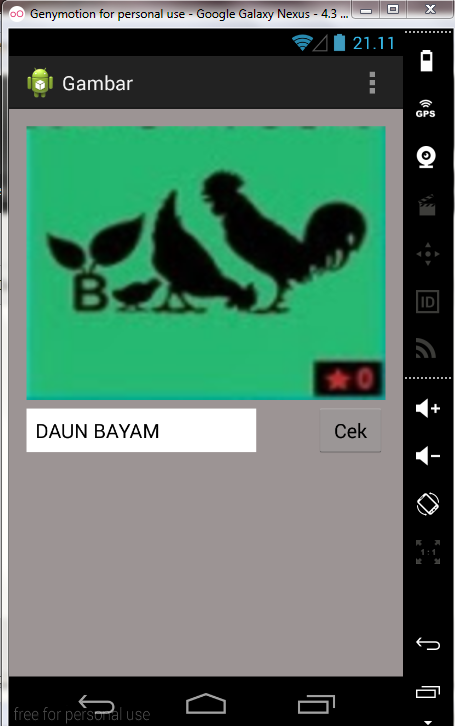 Genymotion for personal use - Google Galaxy Nexus - 4.3 ...
21.11
Gambar
GPS
B
0
ID
DAUN BAYAM
Cek
1:1
free for personal use